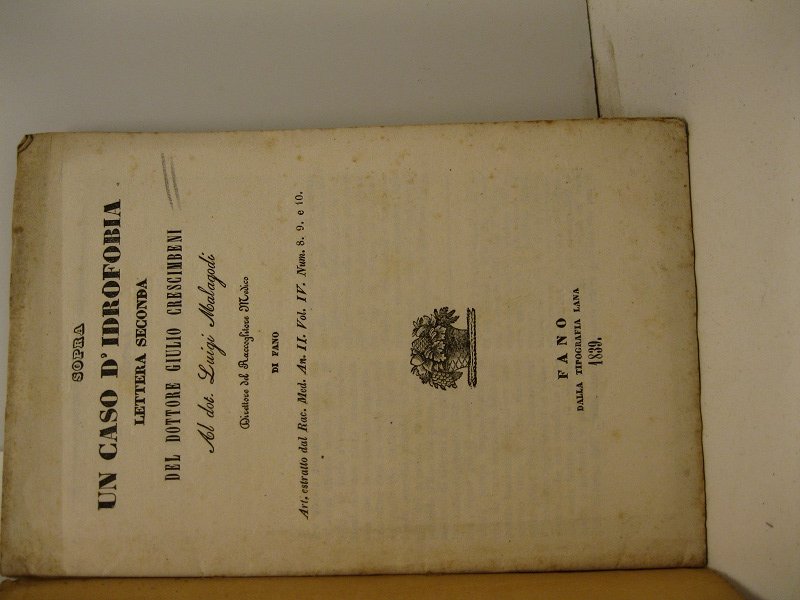 SOPRA
UN CASO D'IDROFOBIA
LETTERA SECONDA
DEL DOTTORE GIULIO CRESCIMBENI
Al dot. Luigi Malagodi
Direttore del Raccoglitore Medico
DI FANO
Art. estratto dal Rac. Med. An. II. Vol. IV. Num. 8. 9. e 10.
FANO
DALLA TIPOGRAFIA LANA
1839.